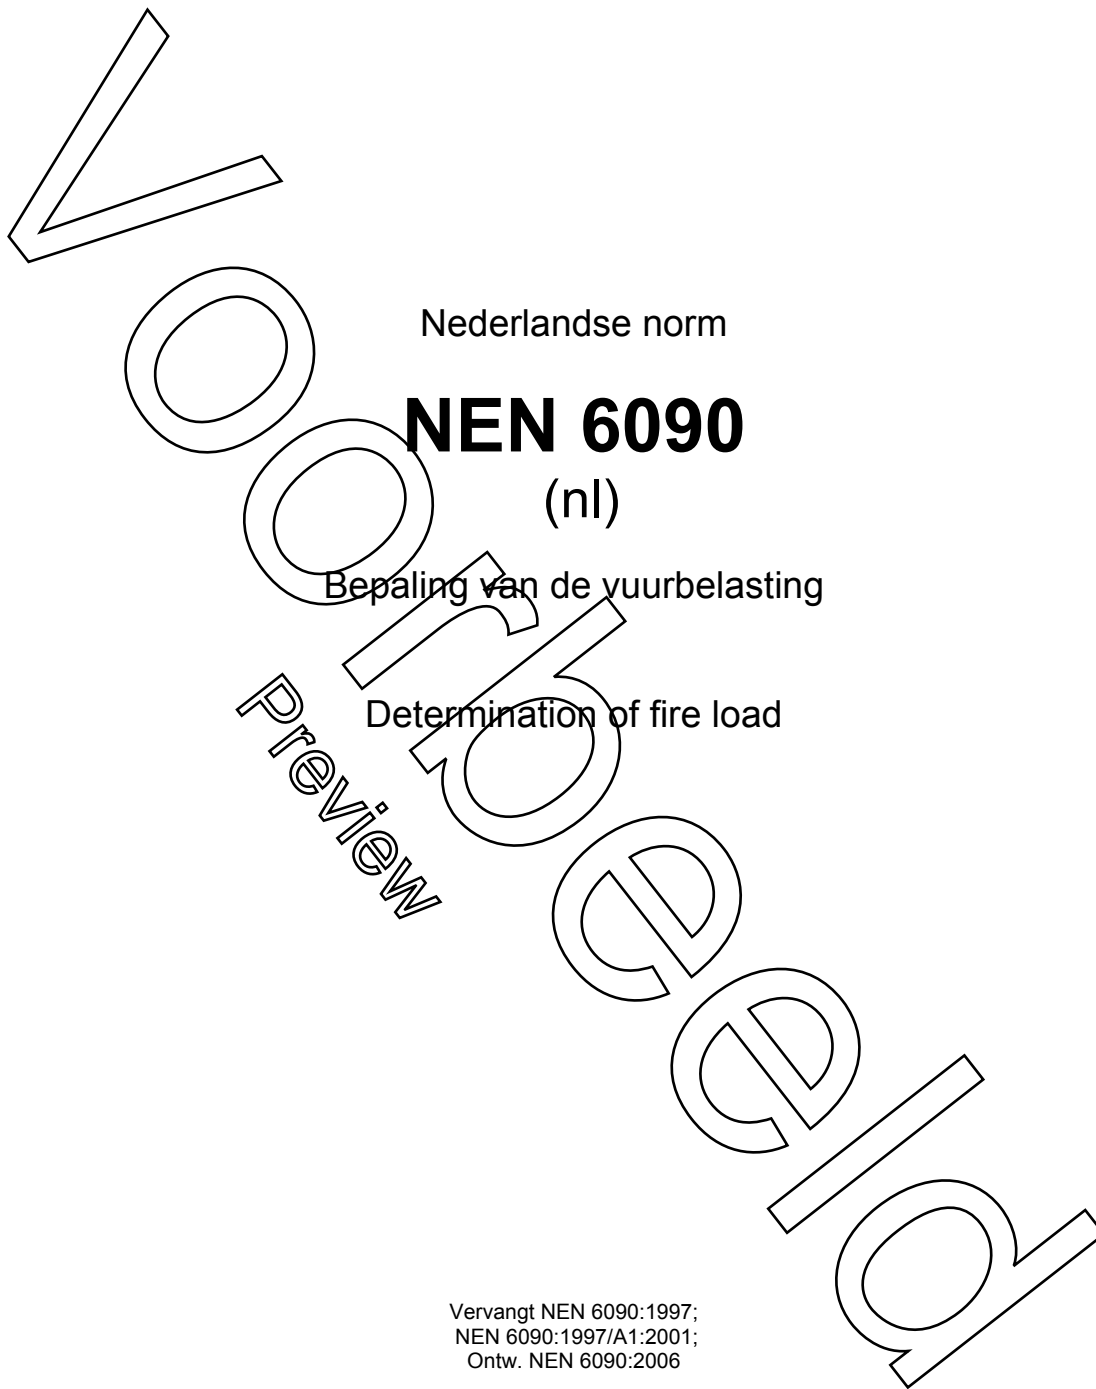 Nederlandse norm
NEN 6090
(nl)
Bepaling van de vuurbelasting
Determination of fire load
Voorbeeld
Preview
Vervangt NEN 6090:1997;
NEN 6090:1997/A1:2001;
Ontw. NEN 6090:2006